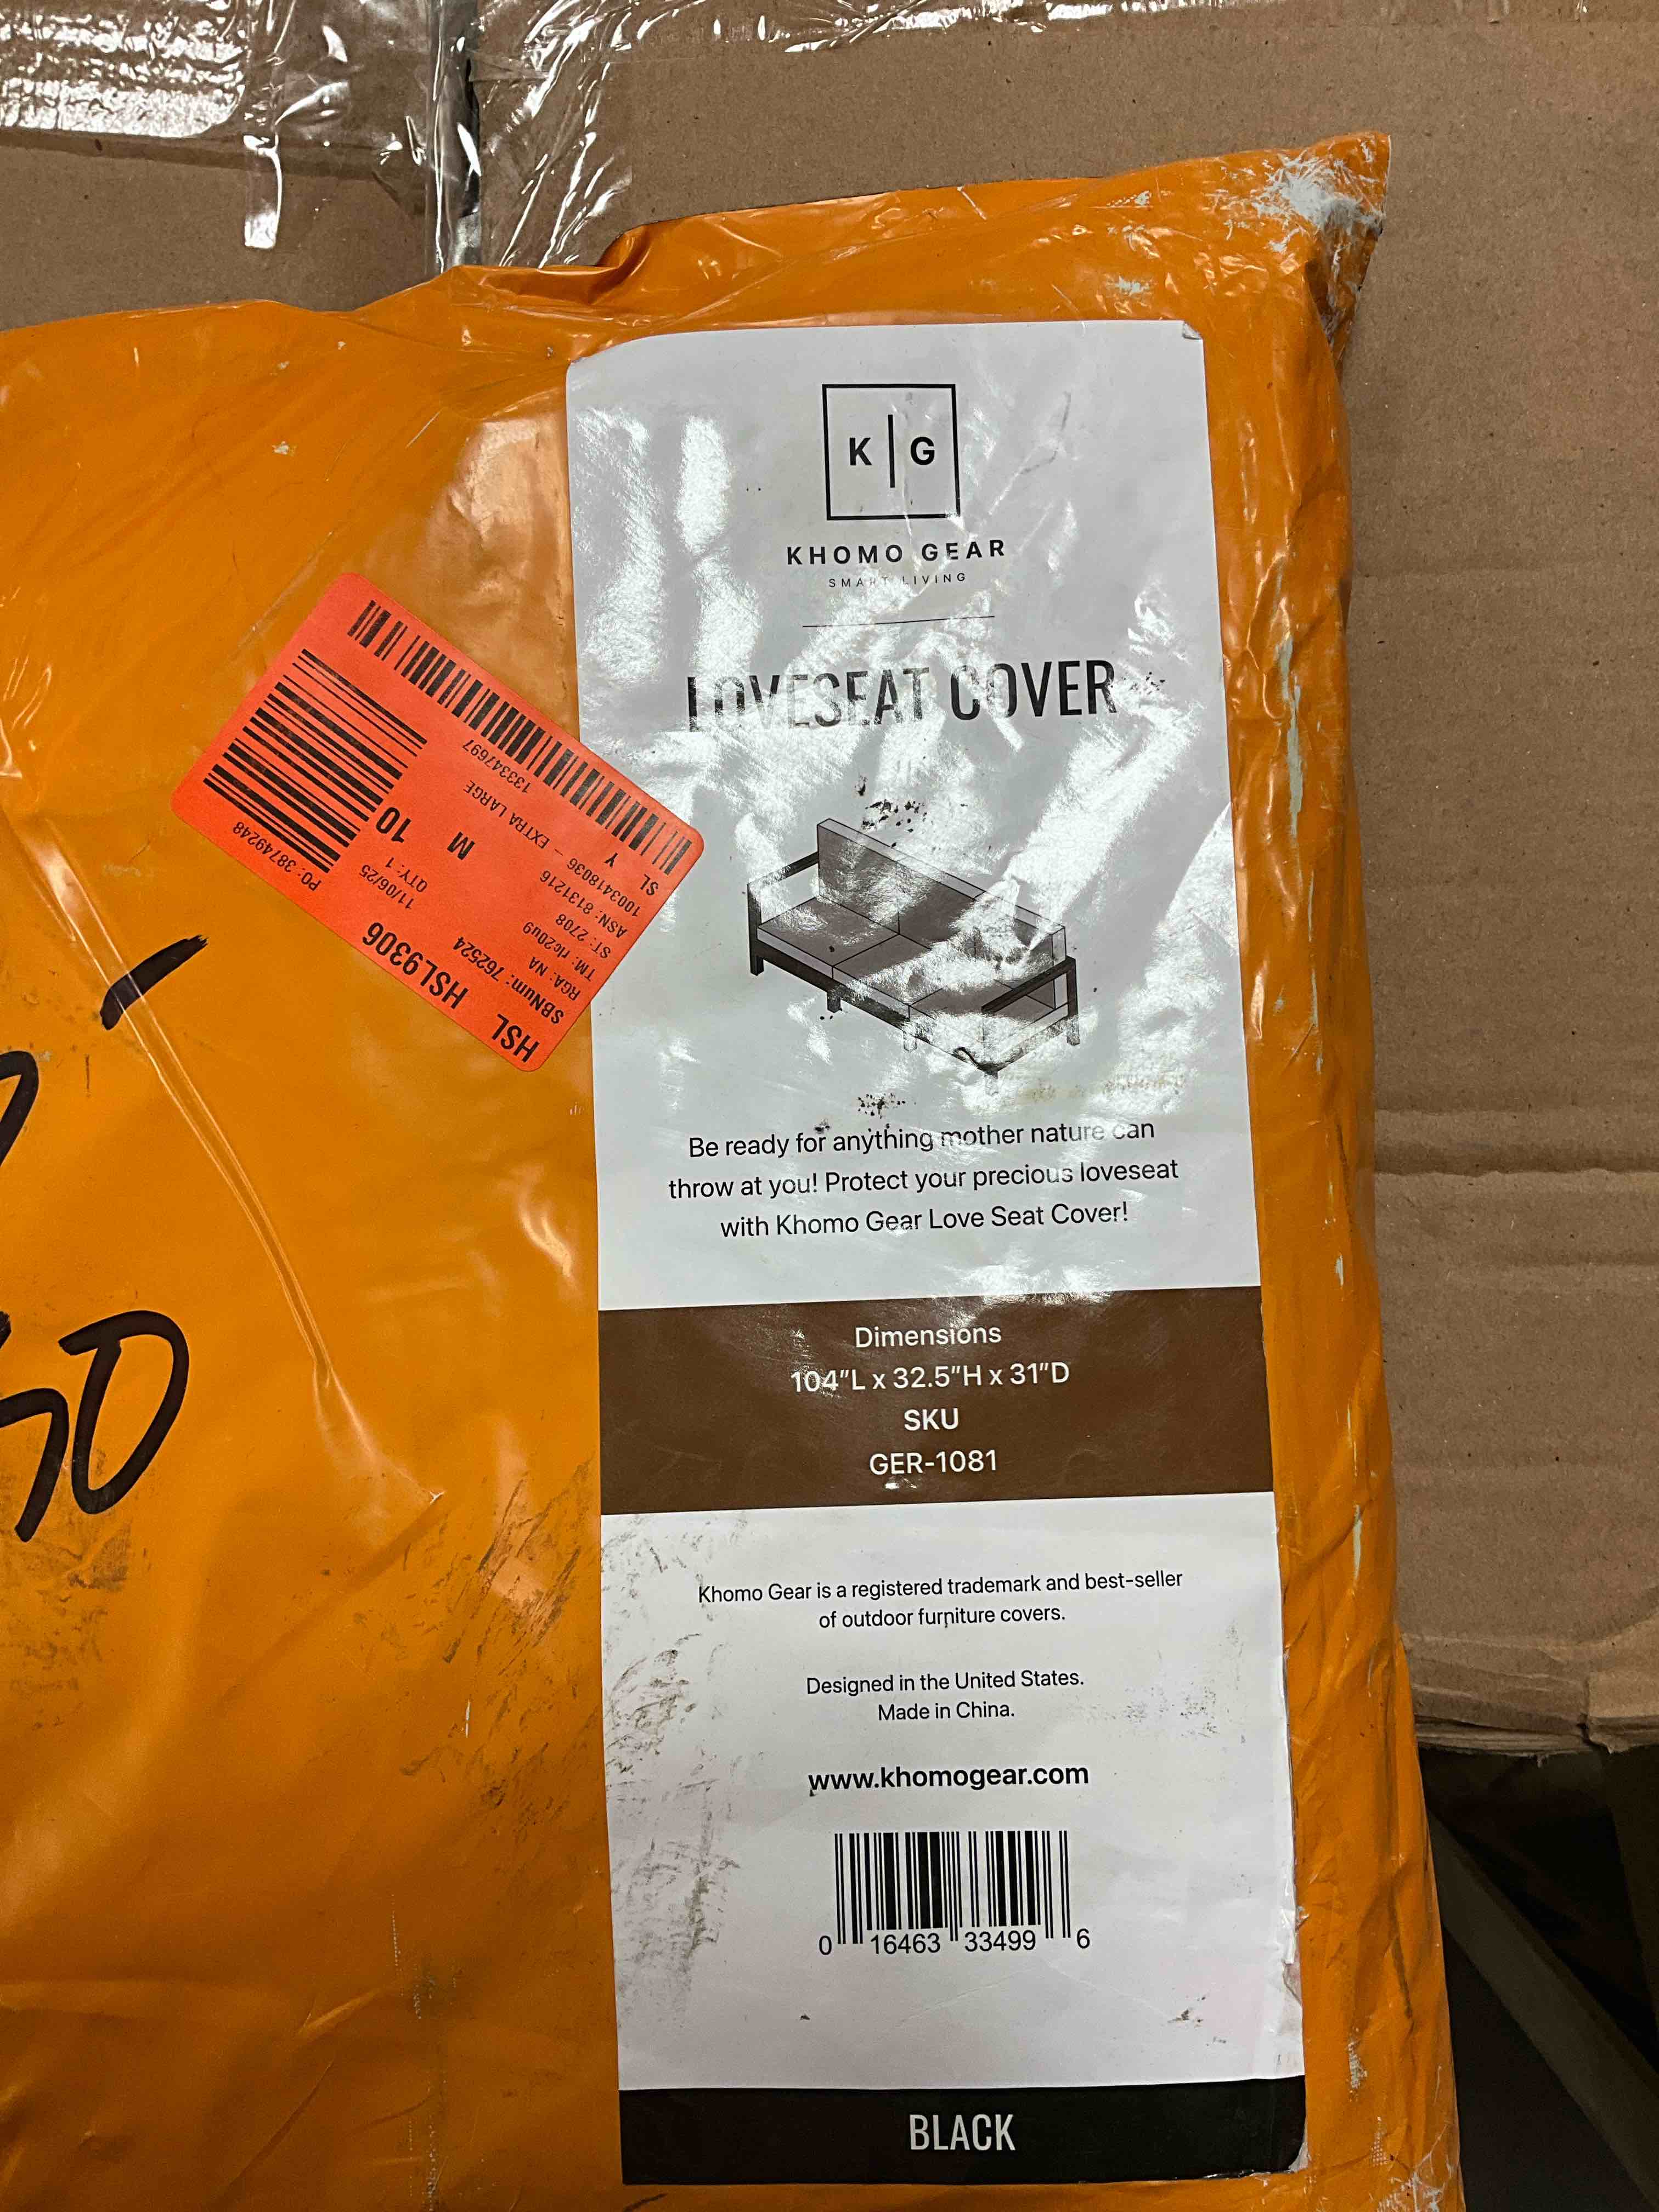 K | G
KHOMO GEAR
SMART LIVING
LOVESEAT COVER
Be ready for anything mother nature can
throw at you! Protect your precious loveseat
with Khomo Gear Love Seat Cover!
Dimensions
104"L x 32.5"H x 31"D
SKU
GER-1081
Khomo Gear is a registered trademark and best-seller
of outdoor furniture covers.
Designed in the United States.
Made in China.
www.khomogear.com
0 16463 33499 6
BLACK
HSL HSL9306
SBNum: 762524
RGA: NA
TM: rlc20u9
ST: 2708
ASN: 8131216
1003418036 – EXTRA LARGE
SL Y M 10
11/06/25 QTY: 1
PO: 38749248
133347697